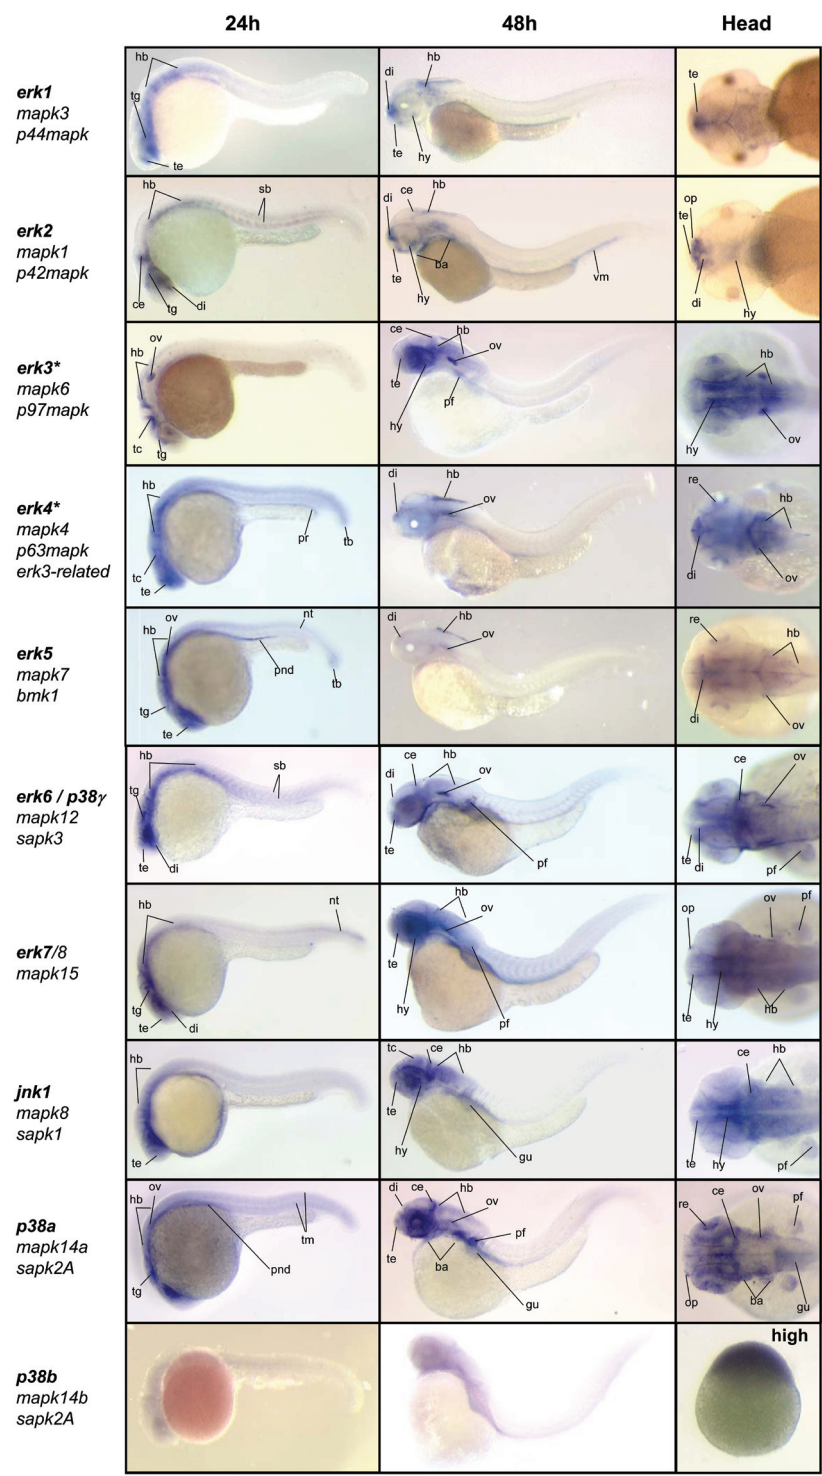 24h 48h Head
erk1
mapk3
p44mapk
hb
tg
te
di
hb
te
hy
te
erk2
mapk1
p42mapk
hb
sb
ce
tg
di
di
ce
hb
te
hy
ba
vm
op
te
di
hy
erk3*
mapk6
p97mapk
hb
ov
tc
tg
ce
hb
ov
te
hy
pf
hb
hy
ov
erk4*
mapk4
p63mapk
erk3-related
hb
tc
te
pr
tb
di
hb
ov
re
hb
di
ov
erk5
mapk7
bmk1
hb
ov
nt
pnd
tb
tg
te
di
hb
ov
re
hb
di
ov
erk6 / p38γ
mapk12
sapk3
hb
sb
tg
te
di
di
ce
hb
ov
te
pf
ce
ov
te
di
pf
erk7/8
mapk15
hb
nt
tg
te
di
hb
ov
te
hy
pf
op
ov
pf
te
hy
hb
jnk1
mapk8
sapk1
hb
te
tc
ce
hb
te
hy
gu
ce
hb
te
hy
pf
p38a
mapk14a
sapk2A
hb
ov
tm
pnd
tg
di
ce
hb
ov
pf
te
ba
gu
re
ce
ov
pf
op
ba
gu
p38b
mapk14b
sapk2A
high